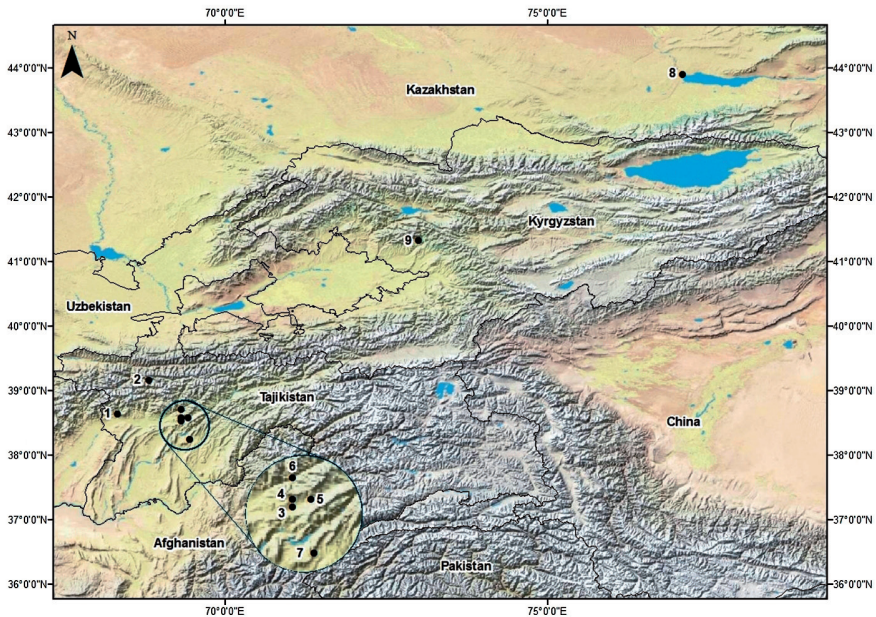 70°0'0"E 75°0'0"E
N
44°0'0"N 44°0'0"N
8
Kazakhstan
43°0'0"N 43°0'0"N
42°0'0"N 42°0'0"N
Kyrgyzstan
9
41°0'0"N 41°0'0"N
Uzbekistan
40°0'0"N 40°0'0"N
2
39°0'0"N 39°0'0"N
Tajikistan
1
China
38°0'0"N 38°0'0"N
6
4 5
3
37°0'0"N 37°0'0"N
Afghanistan
7
Pakistan
36°0'0"N 36°0'0"N
70°0'0"E 75°0'0"E